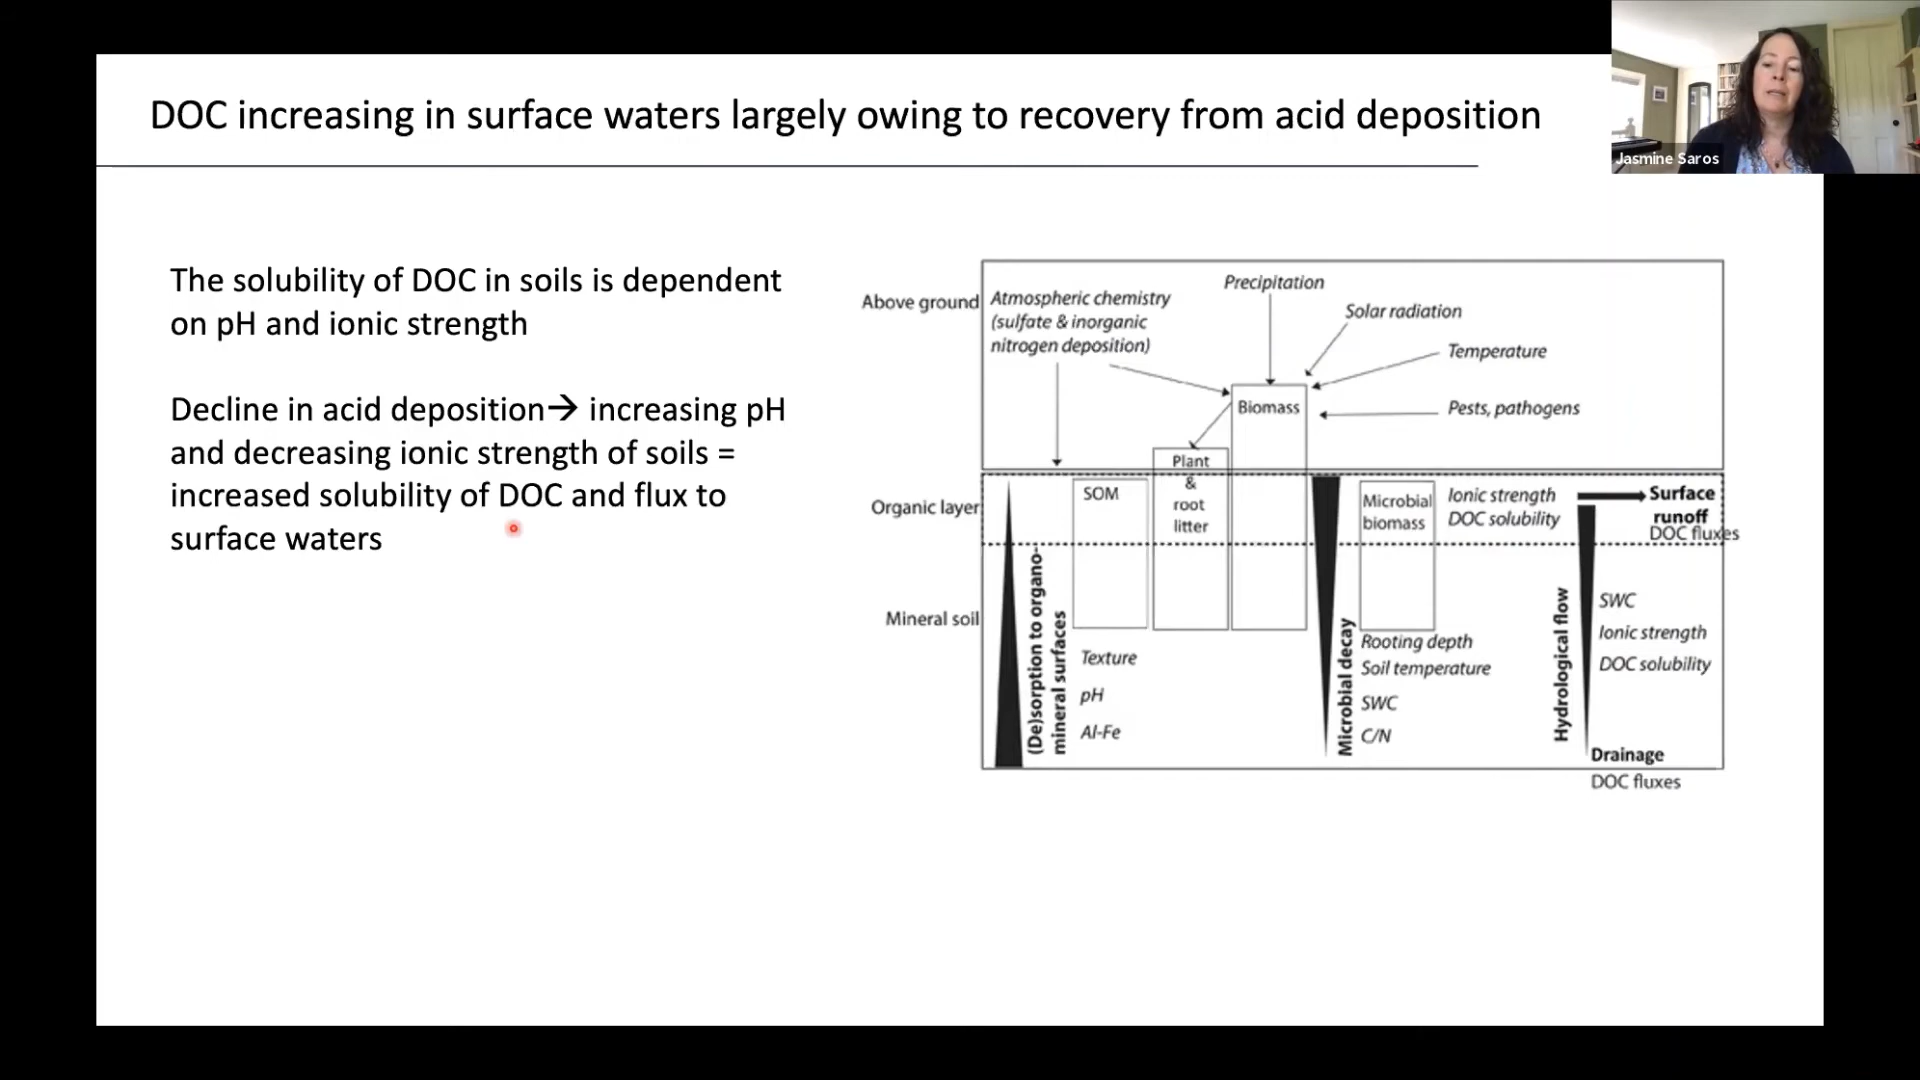 DOC increasing in surface waters largely owing to recovery from acid deposition
Jasmine Saros
The solubility of DOC in soils is dependent
on pH and ionic strength
Decline in acid deposition→ increasing pH
and decreasing ionic strength of soils =
increased solubility of DOC and flux to
surface waters
Above ground
Atmospheric chemistry
(sulfate & inorganic
nitrogen deposition)
Precipitation
Solar radiation
Temperature
Pests, pathogens
Biomass
Plant
&
root
litter
Organic layer
SOM
Microbial
biomass
Ionic strength
DOC solubility
Surface
runoff
DOC fluxes
Mineral soil
(De)sorption to organo-
mineral surfaces
Texture
pH
Al-Fe
Microbial decay
Rooting depth
Soil temperature
SWC
C/N
Hydrological flow
SWC
Ionic strength
DOC solubility
Drainage
DOC fluxes